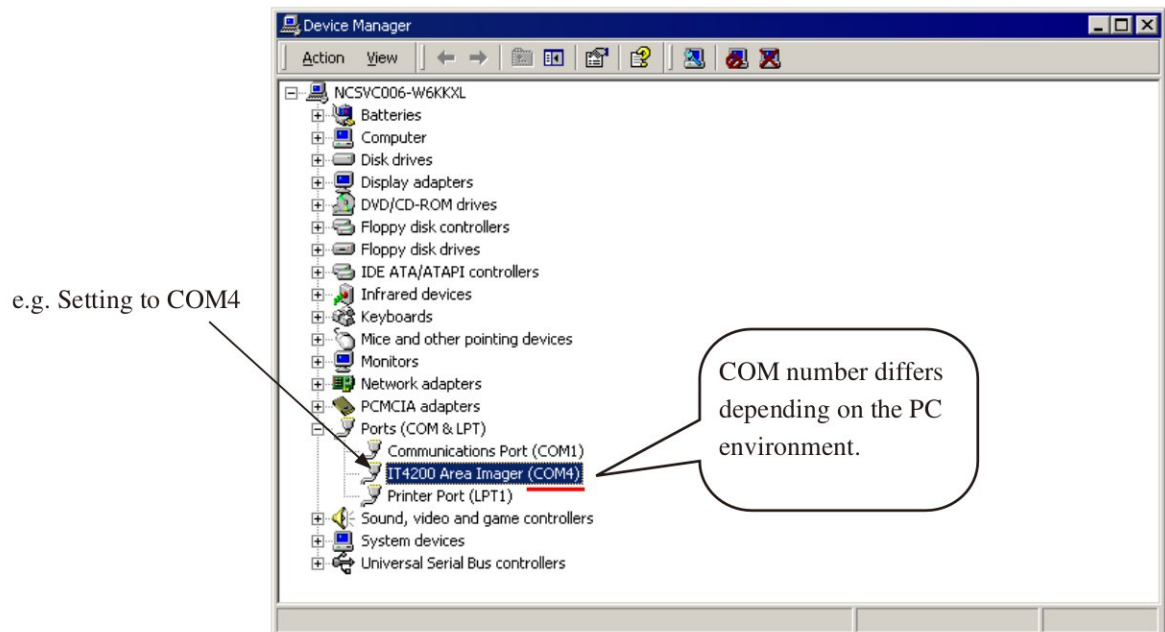 Device Manager
Action View
NCSVC006-W6KKXL
Batteries
Computer
Disk drives
Display adapters
DVD/CD-ROM drives
Floppy disk controllers
Floppy disk drives
IDE ATA/ATAPI controllers
Infrared devices
Keyboards
Mice and other pointing devices
Monitors
Network adapters
PCMCIA adapters
Ports (COM & LPT)
Communications Port (COM1)
IT4200 Area Imager (COM4)
Printer Port (LPT1)
Sound, video and game controllers
System devices
Universal Serial Bus controllers
e.g. Setting to COM4
COM number differs
depending on the PC
environment.